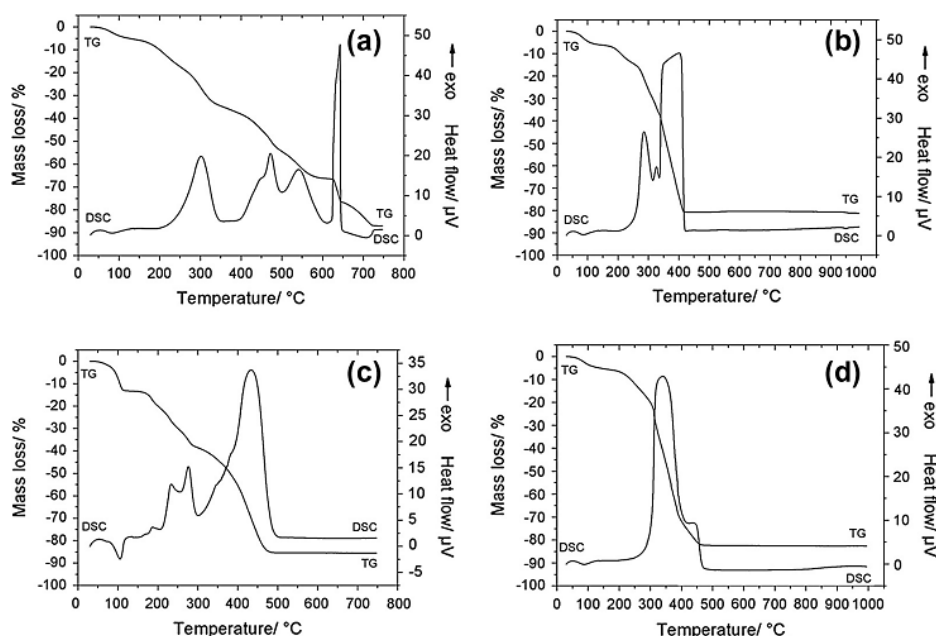 (a)
TG
DSC
TG
DSC
0
-10
-20
-30
-40
-50
-60
-70
-80
-90
-100
Mass loss/ %
50
40
30
20
10
0
exo
Heat flow/ µV
0 100 200 300 400 500 600 700 800
Temperature/ °C
(b)
TG
DSC
TG
DSC
0
-10
-20
-30
-40
-50
-60
-70
-80
-90
-100
Mass loss/ %
50
40
30
20
10
0
exo
Heat flow/ µV
0 100 200 300 400 500 600 700 800 900 1000
Temperature/ °C
(c)
TG
DSC
DSC
TG
0
-10
-20
-30
-40
-50
-60
-70
-80
-90
-100
Mass loss/ %
35
30
25
20
15
10
5
0
-5
exo
Heat flow/ µV
0 100 200 300 400 500 600 700 800
Temperature/ °C
(d)
TG
DSC
TG
DSC
0
-10
-20
-30
-40
-50
-60
-70
-80
-90
-100
Mass loss/ %
50
40
30
20
10
0
exo
Heat flow/ µV
0 100 200 300 400 500 600 700 800 900 1000
Temperature/ °C